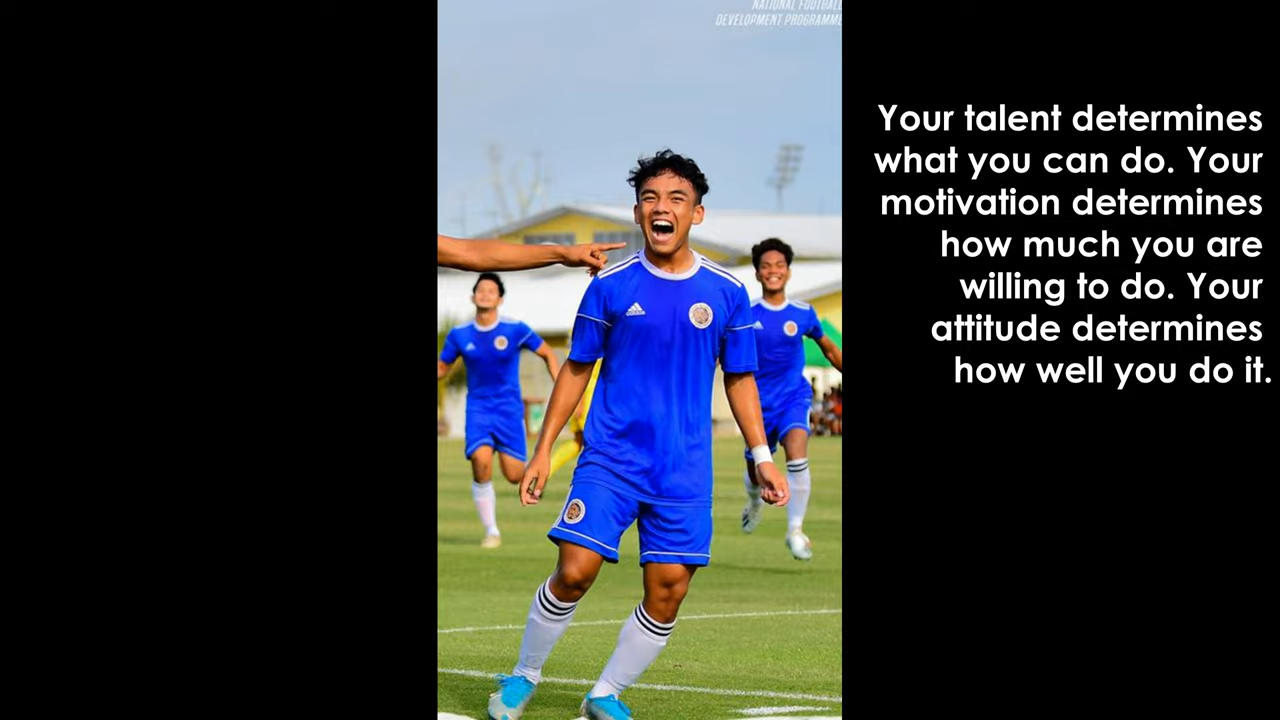 NATIONAL FOOTBALL
DEVELOPMENT PROGRAMME
Your talent determines
what you can do. Your
motivation determines
how much you are
willing to do. Your
attitude determines
how well you do it.
adidas